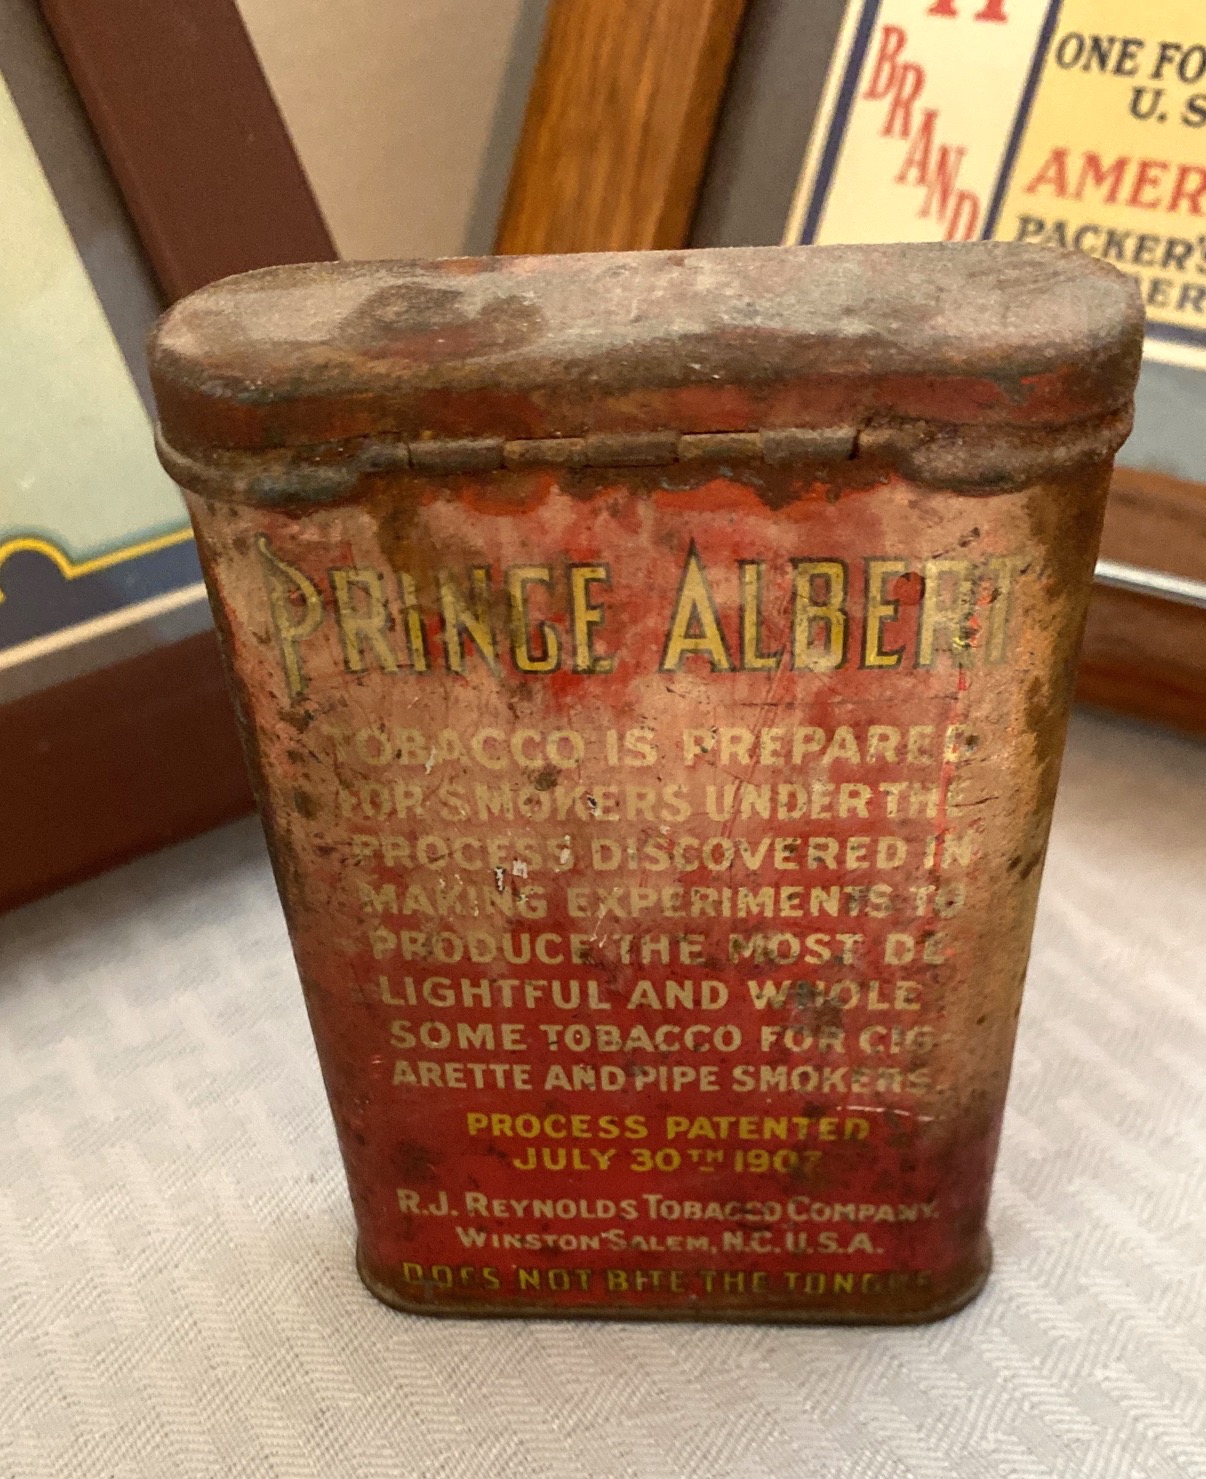 BRAND
ONE FO
U. S
AMER
PACKER'S
ER
PRINCE ALBERT
TOBACCO IS PREPARED
FOR SMOKERS UNDER THE
PROCESS DISCOVERED IN
MAKING EXPERIMENTS TO
PRODUCE THE MOST DE
LIGHTFUL AND WHOLE
SOME TOBACCO FOR CIG-
ARETTE AND PIPE SMOKERS.
PROCESS PATENTED
JULY 30TH 1907
R.J. REYNOLDS TOBACCO COMPANY.
WINSTON SALEM, N.C. U.S.A.
DOES NOT BITE THE TONGUE